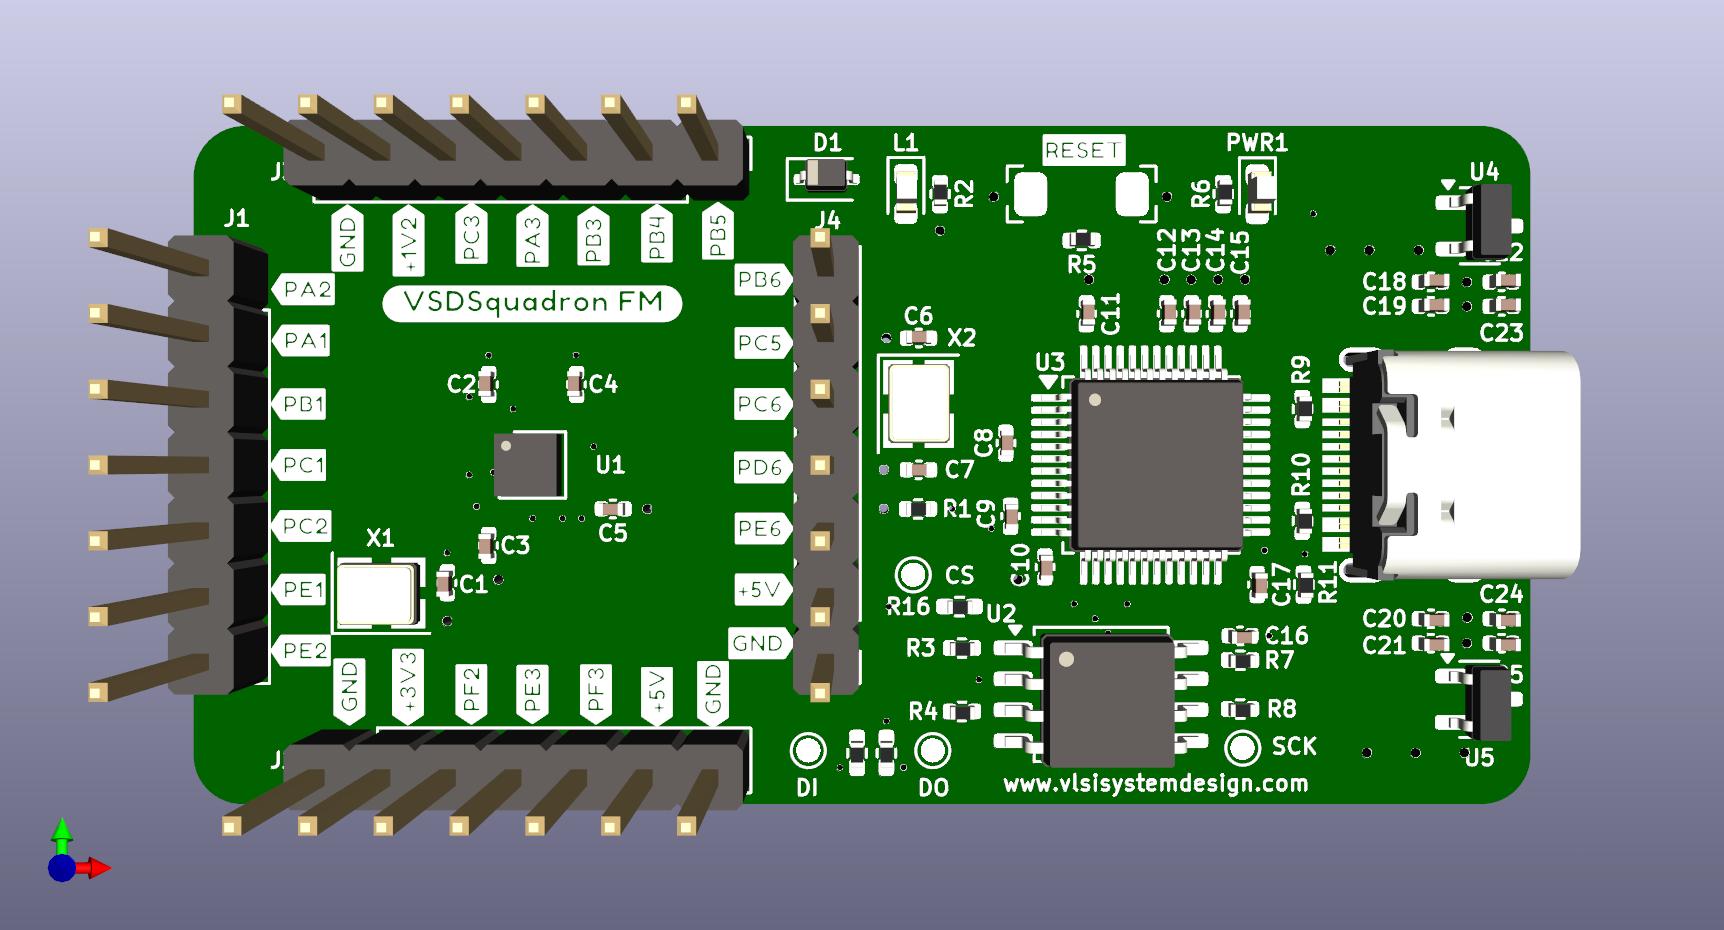 D1
L1
RESET
PWR1
U4
J1
R2
R6
J4
GND
+1V2
PC3
PA3
PB3
PB4
PB5
R5
C12
C13
C14
C15
PA2
VSDSquadron FM
PB6
C18
C19
C23
PA1
PC5
C6
X2
C11
U3
R9
C2
C4
PB1
PC6
C8
PC1
U1
PD6
C7
R10
PC2
C5
PE6
R1
C9
X1
C3
C10
PE1
C1
+5V
CS
C17
R11
R16
U2
C24
C20
C21
PE2
GND
R3
C16
R7
GND
+3V3
PF2
PE3
PF3
+5V
GND
R4
R8
SCK
U5
DI
DO
www.vlsisystemdesign.com